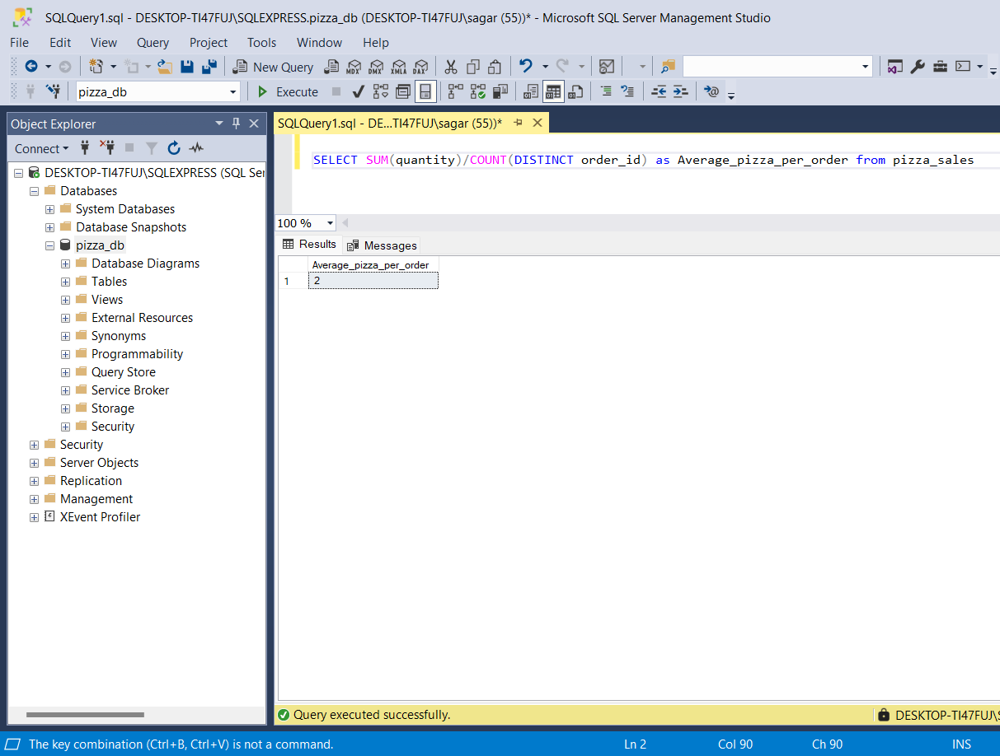 SQLQuery1.sql - DESKTOP-TI47FUJ\SQLEXPRESS.pizza_db (DESKTOP-TI47FUJ\sagar (55))* - Microsoft SQL Server Management Studio
File Edit View Query Project Tools Window Help
New Query MDX DMX XMLA DAX
pizza_db Execute
Object Explorer
SQLQuery1.sql - DE...TI47FUJ\sagar (55))*
Connect
SELECT SUM(quantity)/COUNT(DISTINCT order_id) as Average_pizza_per_order from pizza_sales
DESKTOP-TI47FUJ\SQLEXPRESS (SQL Ser
Databases
System Databases
Database Snapshots
pizza_db
Database Diagrams
Tables
Views
External Resources
Synonyms
Programmability
Query Store
Service Broker
Storage
Security
Security
Server Objects
Replication
Management
XEvent Profiler
100 %
Results Messages
Average_pizza_per_order
1 2
Query executed successfully.
DESKTOP-TI47FUJ\S
The key combination (Ctrl+B, Ctrl+V) is not a command. Ln 2 Col 90 Ch 90 INS